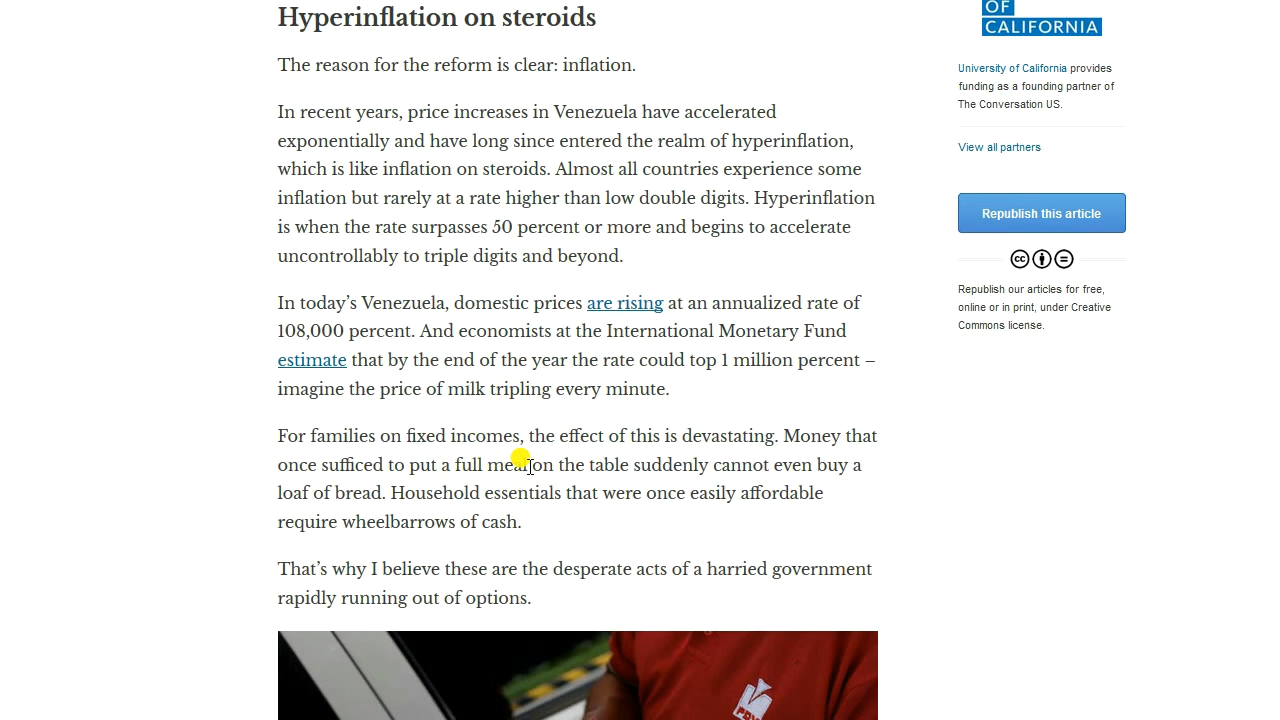 Hyperinflation on steroids
The reason for the reform is clear: inflation.
In recent years, price increases in Venezuela have accelerated
exponentially and have long since entered the realm of hyperinflation,
which is like inflation on steroids. Almost all countries experience some
inflation but rarely at a rate higher than low double digits. Hyperinflation
is when the rate surpasses 50 percent or more and begins to accelerate
uncontrollably to triple digits and beyond.
In today’s Venezuela, domestic prices are rising at an annualized rate of
108,000 percent. And economists at the International Monetary Fund
estimate that by the end of the year the rate could top 1 million percent –
imagine the price of milk tripling every minute.
For families on fixed incomes, the effect of this is devastating. Money that
once sufficed to put a full meal on the table suddenly cannot even buy a
loaf of bread. Household essentials that were once easily affordable
require wheelbarrows of cash.
That’s why I believe these are the desperate acts of a harried government
rapidly running out of options.
OF
CALIFORNIA
University of California provides
funding as a founding partner of
The Conversation US.
View all partners
Republish this article
cc
Republish our articles for free,
online or in print, under Creative
Commons license.